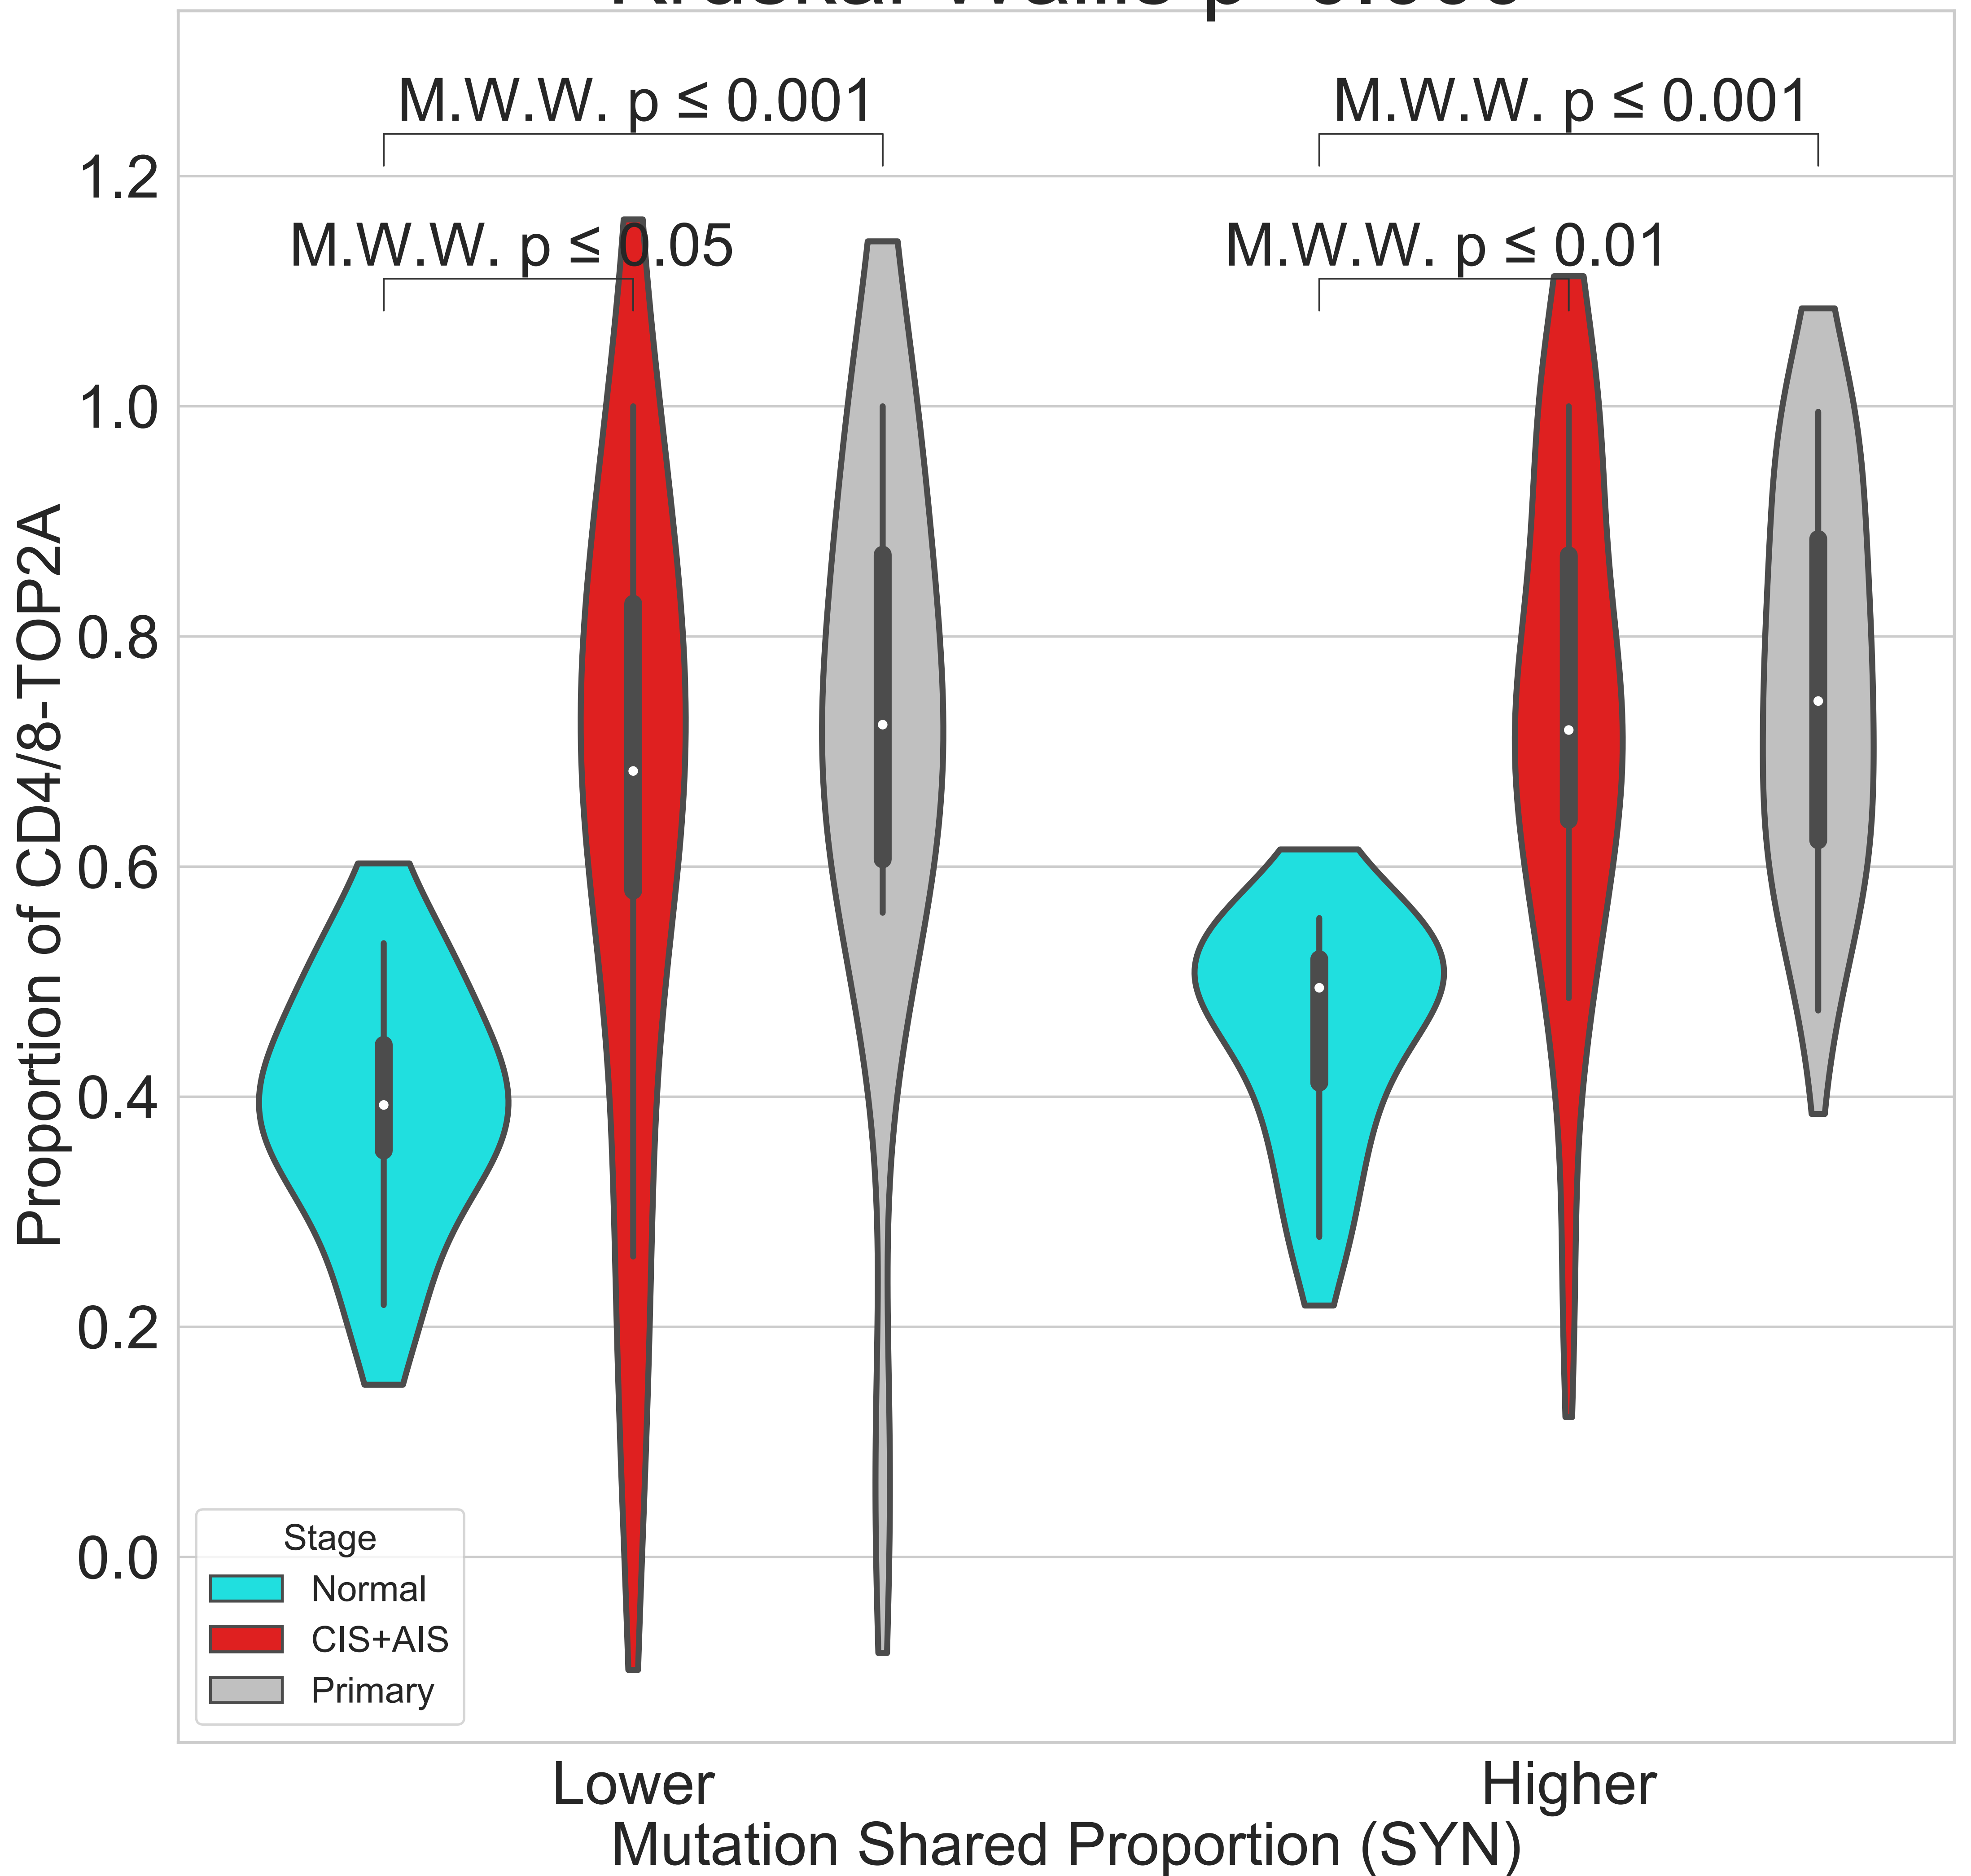 M.W.W. p ≤ 0.001
M.W.W. p ≤ 0.001
M.W.W. p ≤ 0.05
M.W.W. p ≤ 0.01
Proportion of CD4/8-TOP2A
1.2
1.0
0.8
0.6
0.4
0.2
0.0
Stage
Normal
CIS+AIS
Primary
Lower
Higher
Mutation Shared Proportion (SYN)